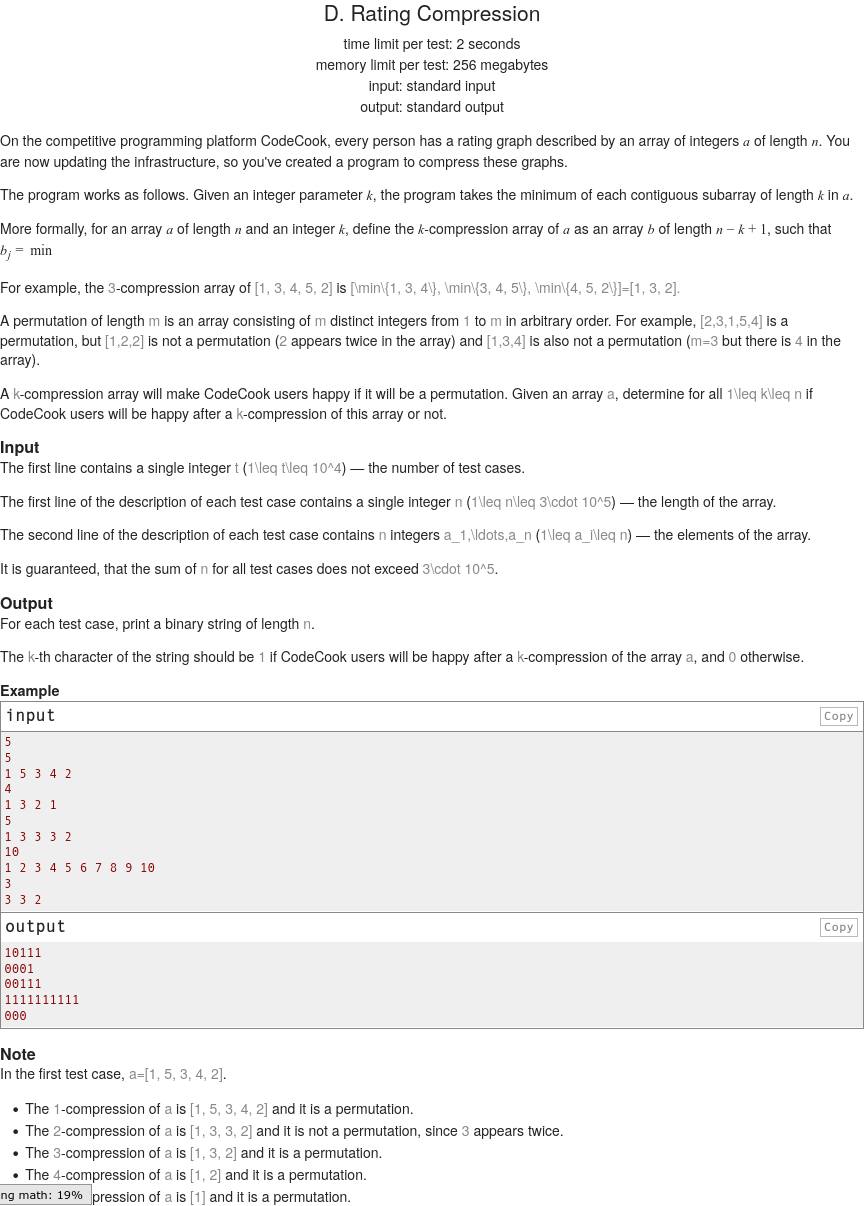 D. Rating Compression
time limit per test: 2 seconds
memory limit per test: 256 megabytes
input: standard input
output: standard output
On the competitive programming platform CodeCook, every person has a rating graph described by an array of integers a of length n. You
are now updating the infrastructure, so you've created a program to compress these graphs.
The program works as follows. Given an integer parameter k, the program takes the minimum of each contiguous subarray of length k in a.
More formally, for an array a of length n and an integer k, define the k-compression array of a as an array b of length n − k + 1, such that
b_j = min
For example, the 3-compression array of [1, 3, 4, 5, 2] is [\min\{1, 3, 4\}, \min\{3, 4, 5\}, \min\{4, 5, 2\}]=[1, 3, 2].
A permutation of length m is an array consisting of m distinct integers from 1 to m in arbitrary order. For example, [2,3,1,5,4] is a
permutation, but [1,2,2] is not a permutation (2 appears twice in the array) and [1,3,4] is also not a permutation (m=3 but there is 4 in the
array).
A k-compression array will make CodeCook users happy if it will be a permutation. Given an array a, determine for all 1\leq k\leq n if
CodeCook users will be happy after a k-compression of this array or not.
Input
The first line contains a single integer t (1\leq t\leq 10^4) — the number of test cases.
The first line of the description of each test case contains a single integer n (1\leq n\leq 3\cdot 10^5) — the length of the array.
The second line of the description of each test case contains n integers a_1,\ldots,a_n (1\leq a_i\leq n) — the elements of the array.
It is guaranteed, that the sum of n for all test cases does not exceed 3\cdot 10^5.
Output
For each test case, print a binary string of length n.
The k-th character of the string should be 1 if CodeCook users will be happy after a k-compression of the array a, and 0 otherwise.
Example
input
Copy
5
5
1 5 3 4 2
4
1 3 2 1
5
1 3 3 3 2
10
1 2 3 4 5 6 7 8 9 10
3
3 3 2
output
Copy
10111
0001
00111
1111111111
000
Note
In the first test case, a=[1, 5, 3, 4, 2].
• The 1-compression of a is [1, 5, 3, 4, 2] and it is a permutation.
• The 2-compression of a is [1, 3, 3, 2] and it is not a permutation, since 3 appears twice.
• The 3-compression of a is [1, 3, 2] and it is a permutation.
• The 4-compression of a is [1, 2] and it is a permutation.
ng math: 19% pression of a is [1] and it is a permutation.